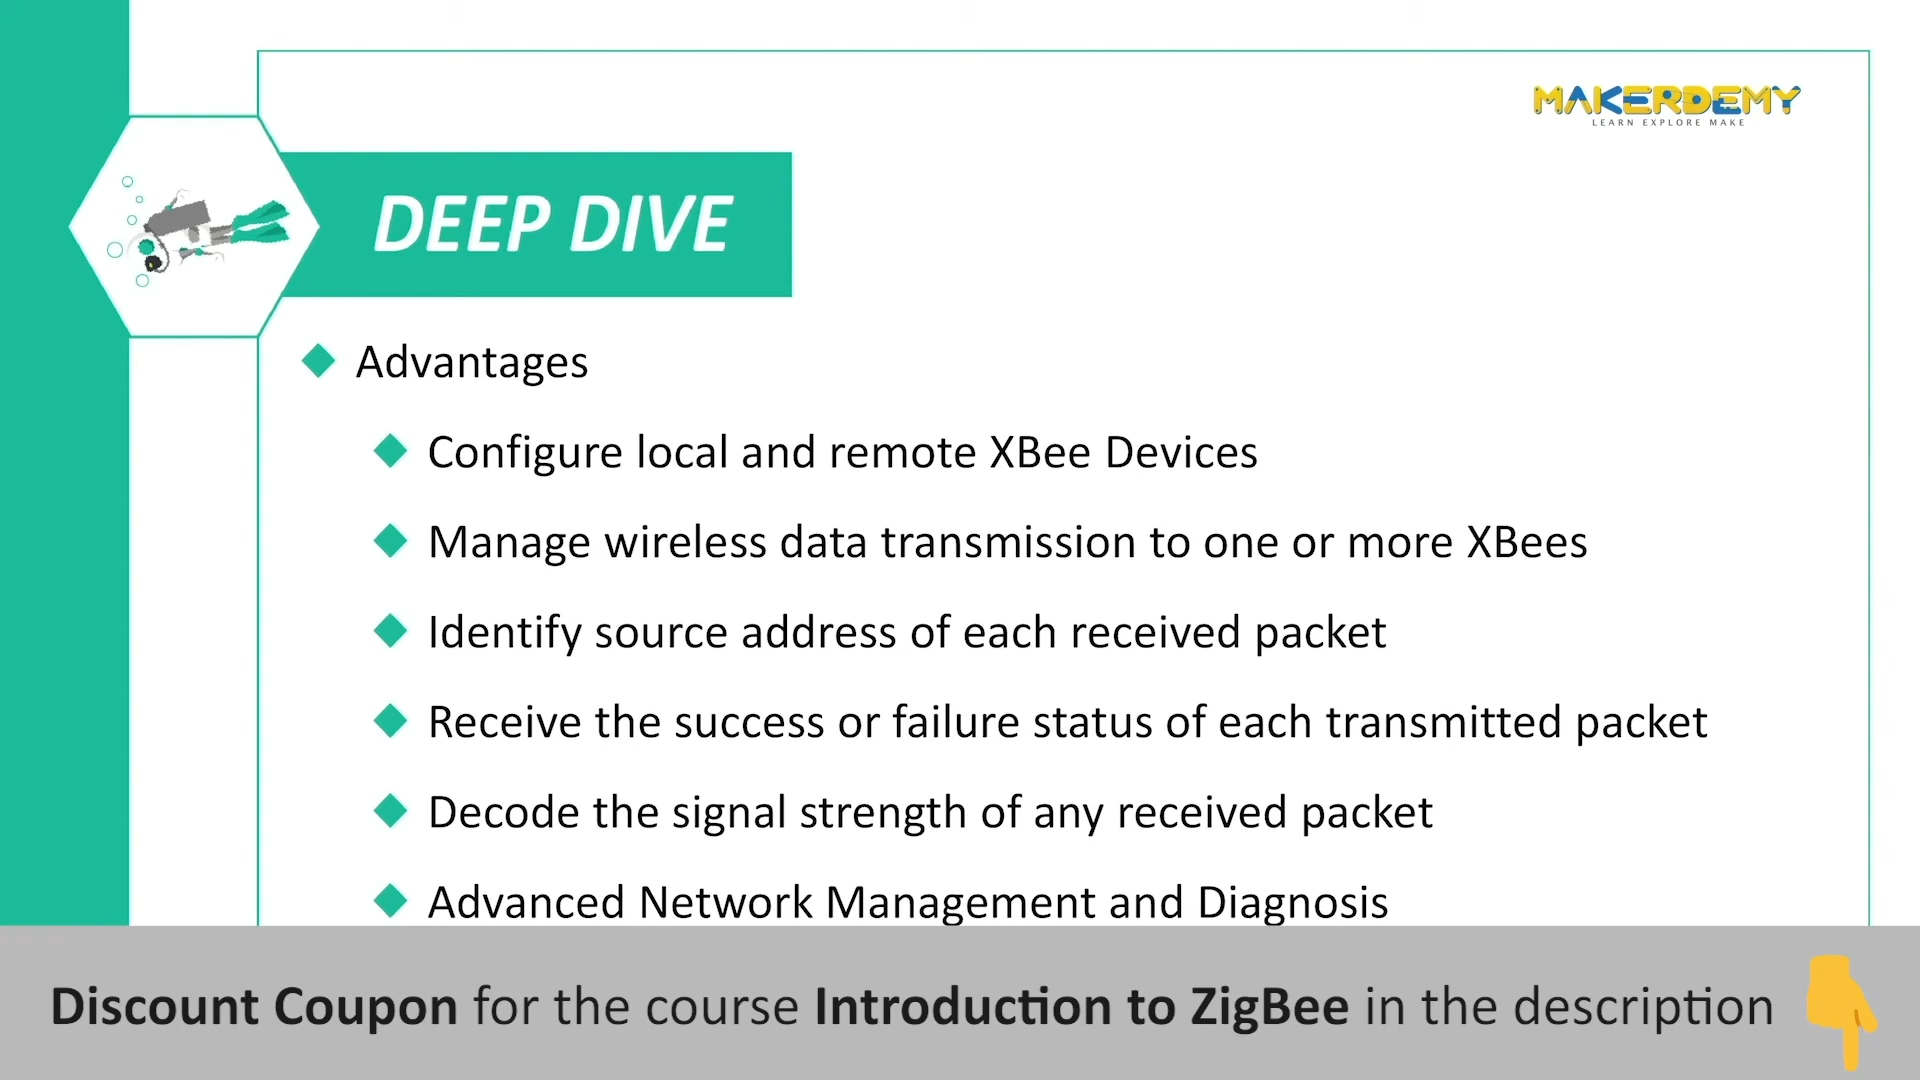 MAKERDEMY
LEARN EXPLORE MAKE
DEEP DIVE
Advantages
Configure local and remote XBee Devices
Manage wireless data transmission to one or more XBees
Identify source address of each received packet
Receive the success or failure status of each transmitted packet
Decode the signal strength of any received packet
Advanced Network Management and Diagnosis
Discount Coupon for the course Introduction to ZigBee in the description